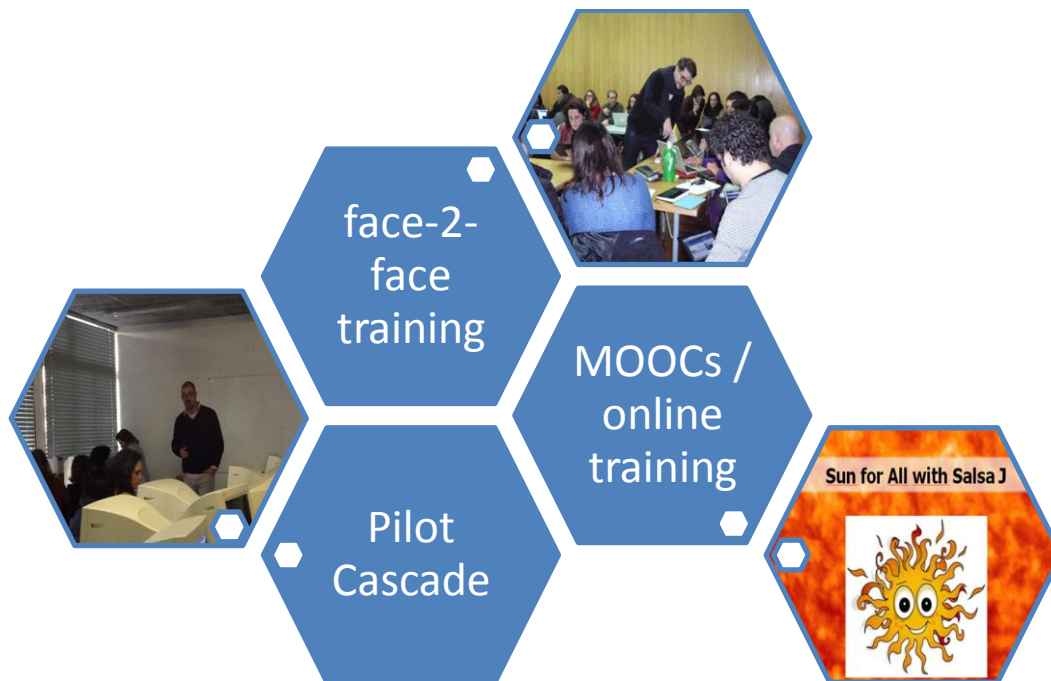 face-2-
face
training
MOOCs /
online
training
Sun for All with Salsa J
Pilot
Cascade